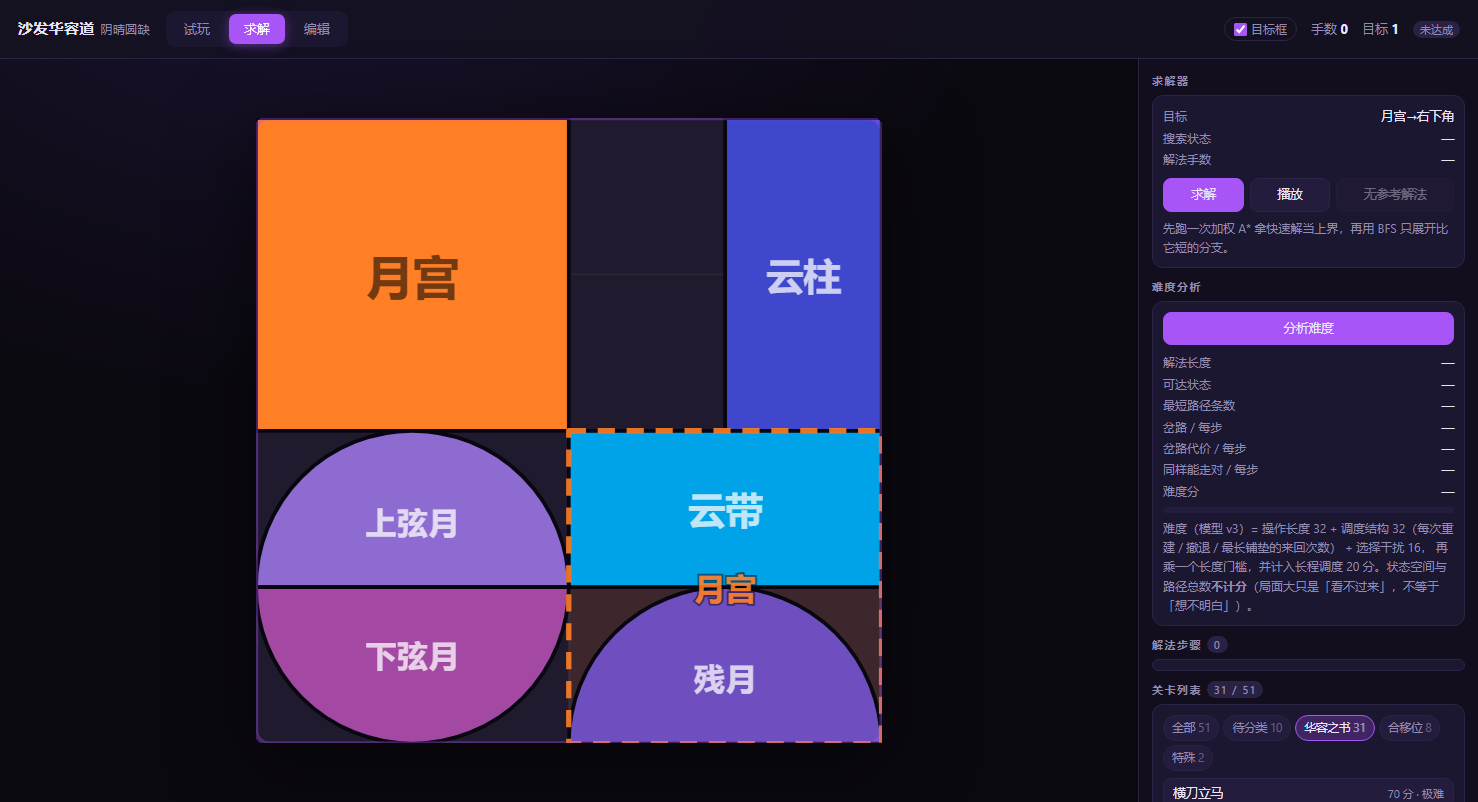 沙发华容道 阴晴圆缺 试玩 求解 编辑 目标框 手数 0 目标 1 未达成
月宫
云柱
上弦月
云带
月宫
下弦月
残月
求解器
目标 月宫→右下角
搜索状态 —
解法手数 —
求解 播放 无参考解法
先跑一次加权 A* 拿快速解当上界，再用 BFS 只展开比
它短的分支。
难度分析
分析难度
解法长度 —
可达状态 —
最短路径条数 —
岔路 / 每步 —
岔路代价 / 每步 —
同样能走对 / 每步 —
难度分 —
难度（模型 v3）= 操作长度 32 + 调度结构 32（每次重
建 / 撤退 / 最长铺垫的来回次数） + 选择干扰 16， 再
乘一个长度门槛，并计入长程调度 20 分。状态空间与
路径总数不计分（局面大只是「看不过来」，不等于
「想不明白」）。
解法步骤 0
关卡列表 31 / 51
全部 51 待分类 10 华容之书 31 合移位 8
特殊 2
横刀立马 70 分 · 极难